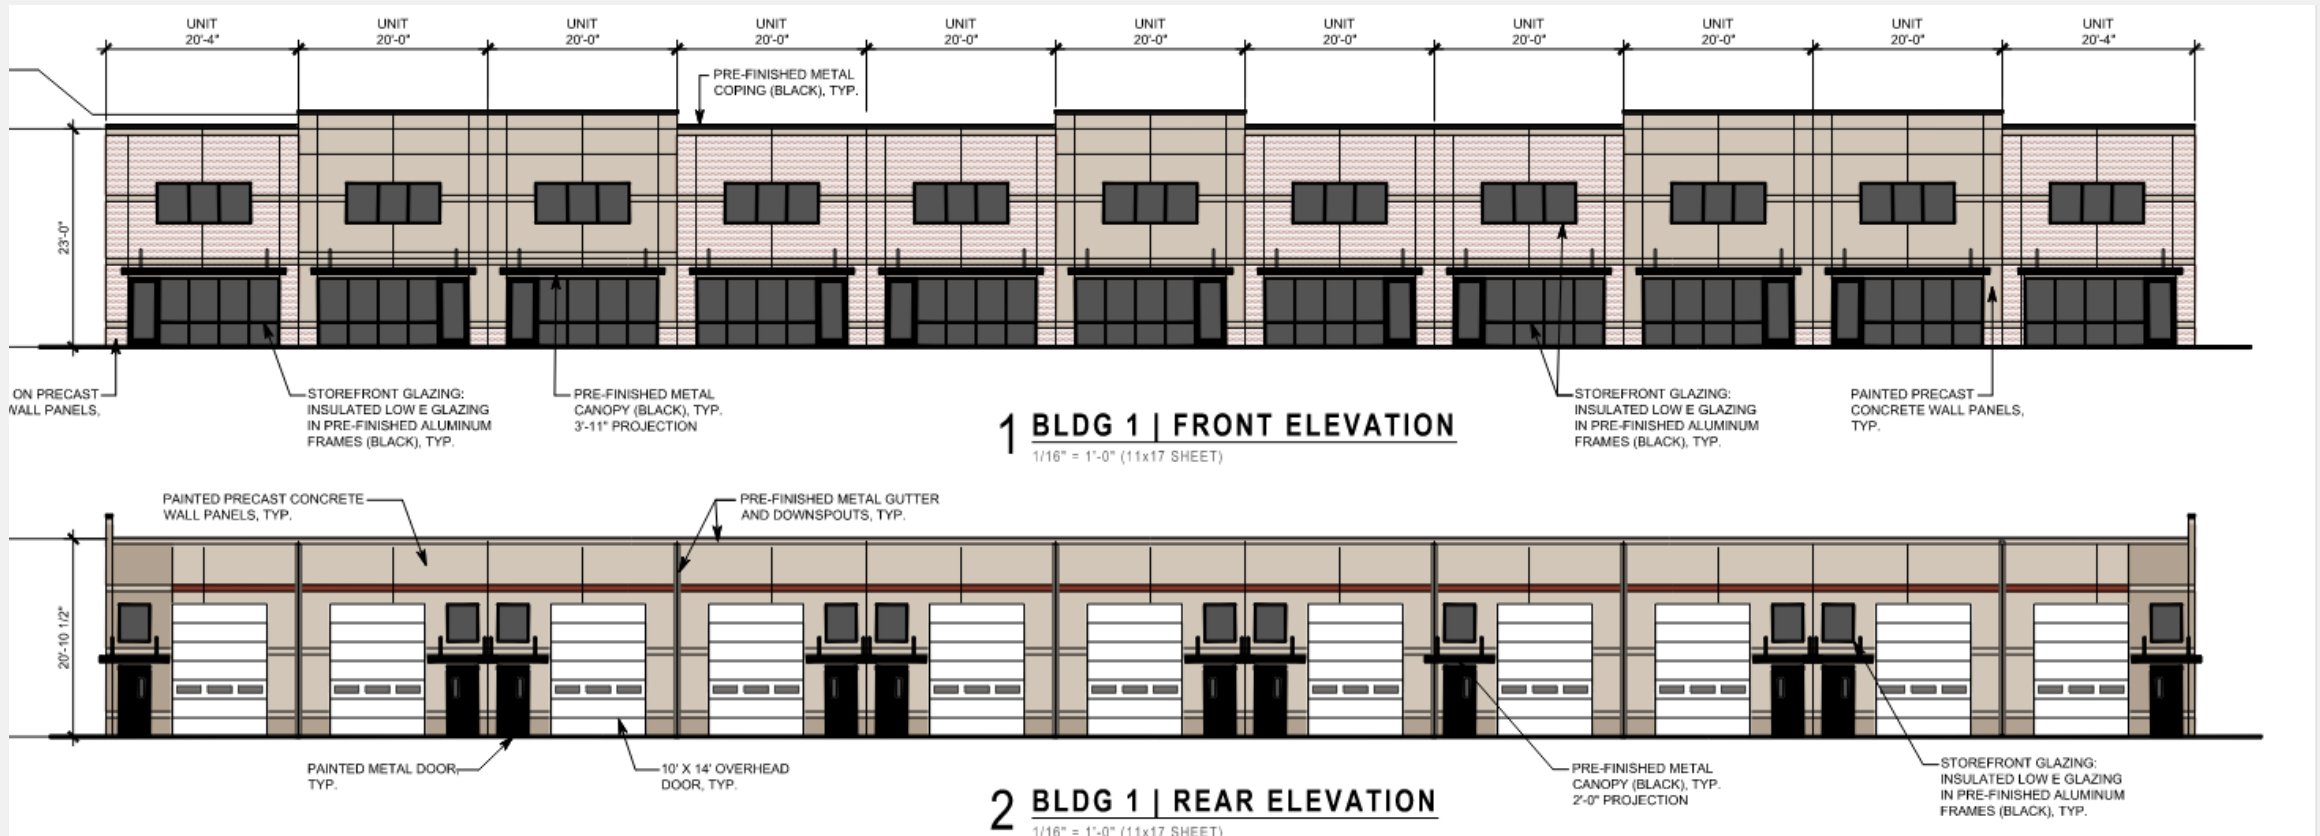 UNIT UNIT UNIT UNIT UNIT UNIT UNIT UNIT UNIT UNIT UNIT
20'-4" 20'-0" 20'-0" 20'-0" 20'-0" 20'-0" 20'-0" 20'-0" 20'-0" 20'-0" 20'-4"
PRE-FINISHED METAL
COPING (BLACK), TYP.
23'-0"
ON PRECAST
WALL PANELS,
STOREFRONT GLAZING:
INSULATED LOW E GLAZING
IN PRE-FINISHED ALUMINUM
FRAMES (BLACK), TYP.
PRE-FINISHED METAL
CANOPY (BLACK), TYP.
3'-11" PROJECTION
1 BLDG 1 | FRONT ELEVATION
1/16" = 1'-0" (11x17 SHEET)
STOREFRONT GLAZING:
INSULATED LOW E GLAZING
IN PRE-FINISHED ALUMINUM
FRAMES (BLACK), TYP.
PAINTED PRECAST
CONCRETE WALL PANELS,
TYP.
PAINTED PRECAST CONCRETE
WALL PANELS, TYP.
PRE-FINISHED METAL GUTTER
AND DOWNSPOUTS, TYP.
20'-10 1/2"
PAINTED METAL DOOR,
TYP.
10' X 14' OVERHEAD
DOOR, TYP.
2 BLDG 1 | REAR ELEVATION
1/16" = 1'-0" (11x17 SHEET)
PRE-FINISHED METAL
CANOPY (BLACK), TYP.
2'-0" PROJECTION
STOREFRONT GLAZING:
INSULATED LOW E GLAZING
IN PRE-FINISHED ALUMINUM
FRAMES (BLACK), TYP.